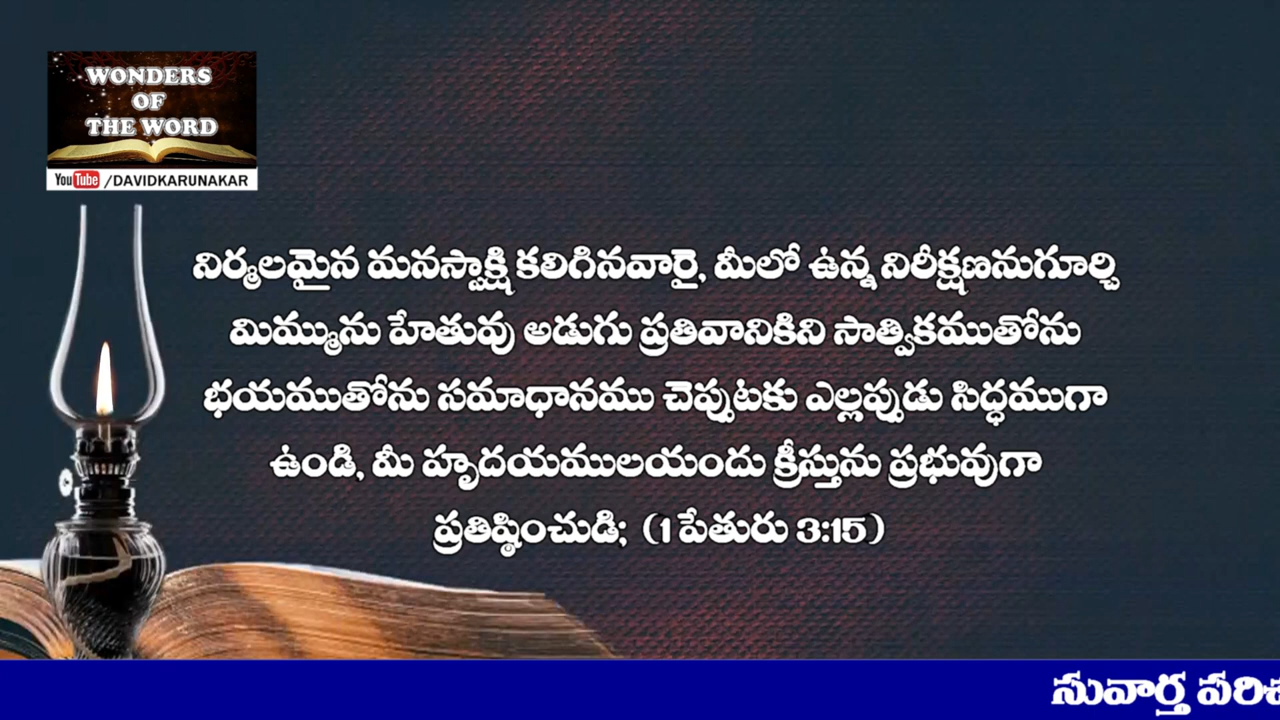 WONDERS
OF
THE WORD
YouTube /DAVIDKARUNAKAR
నిర్మలమైన మనస్సాక్షి కలిగినవారై, మీలో ఉన్న నిరీక్షణనుగూర్చి
మిమ్మును హేతువు అడుగు ప్రతివానికిని సాత్వికముతోను
భయముతోను సమాధానము చెప్పుటకు ఎల్లప్పుడు సిద్ధముగా
ఉండి, మీ హృదయములయందు క్రీస్తును ప్రభువుగా
ప్రతిష్ఠించుడి; (1 పేతురు 3:15)
సువార్త